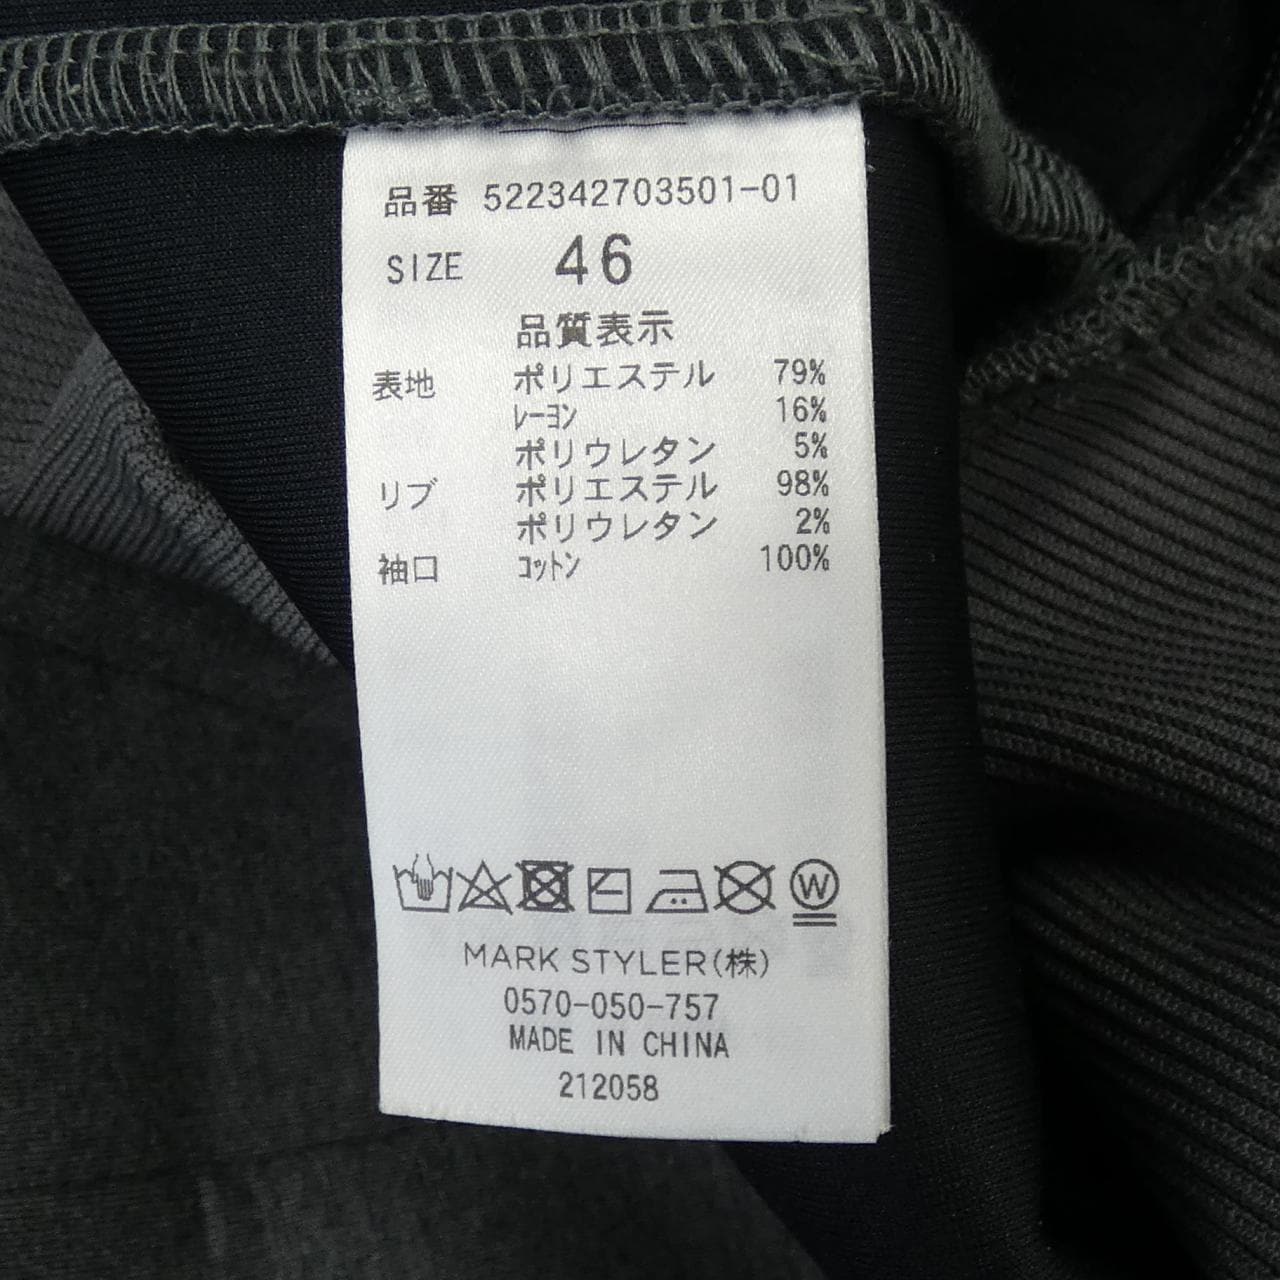 品番 522342703501-01
SIZE 46
品質表示
表地 ポリエステル 79%
ﾚｰﾖﾝ 16%
ポリウレタン 5%
リブ ポリエステル 98%
ポリウレタン 2%
袖口 ｺｯﾄﾝ 100%
W
MARK STYLER(株)
0570-050-757
MADE IN CHINA
212058